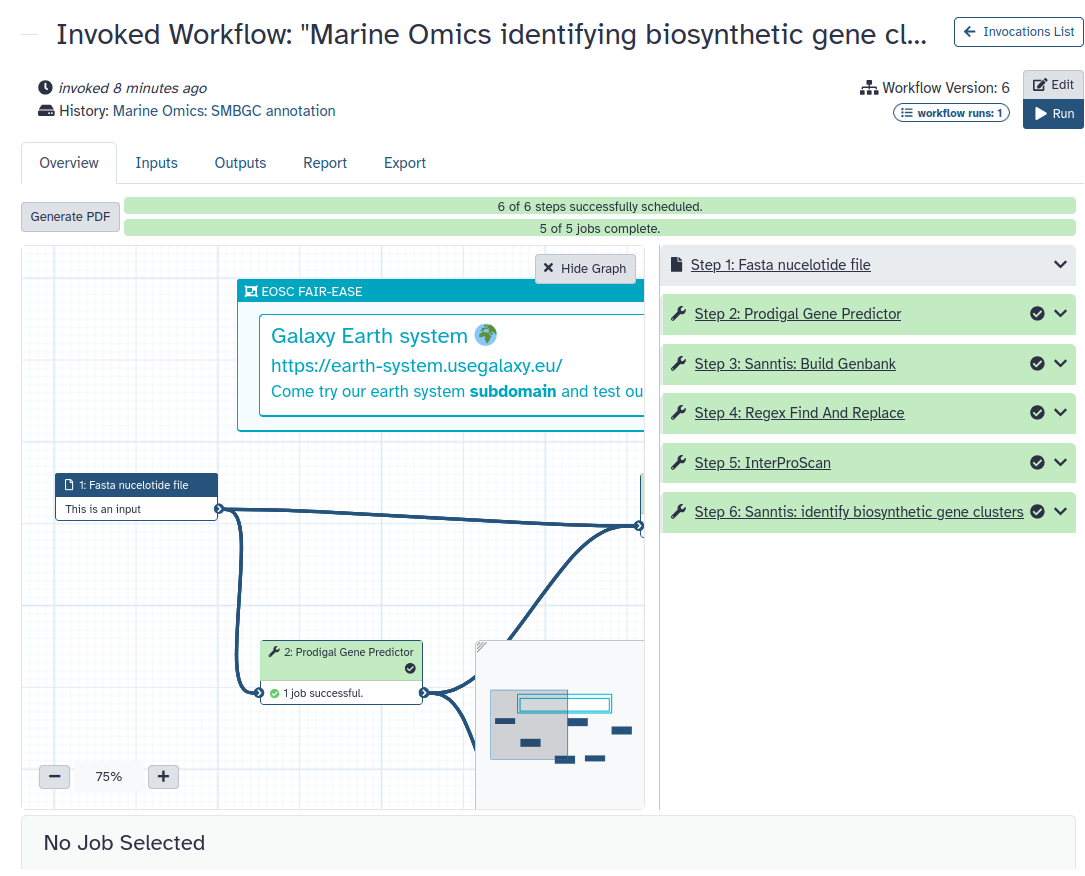 Invoked Workflow: "Marine Omics identifying biosynthetic gene cl...
Invocations List
invoked 8 minutes ago
History: Marine Omics: SMBGC annotation
Workflow Version: 6
workflow runs: 1
Edit
Run
Overview
Inputs
Outputs
Report
Export
Generate PDF
6 of 6 steps successfully scheduled.
5 of 5 jobs complete.
Hide Graph
EOSC FAIR-EASE
Galaxy Earth system
https://earth-system.usegalaxy.eu/
Come try our earth system subdomain and test ou
1: Fasta nucelotide file
This is an input
2: Prodigal Gene Predictor
1 job successful.
75%
Step 1: Fasta nucelotide file
Step 2: Prodigal Gene Predictor
Step 3: Sanntis: Build Genbank
Step 4: Regex Find And Replace
Step 5: InterProScan
Step 6: Sanntis: identify biosynthetic gene clusters
No Job Selected